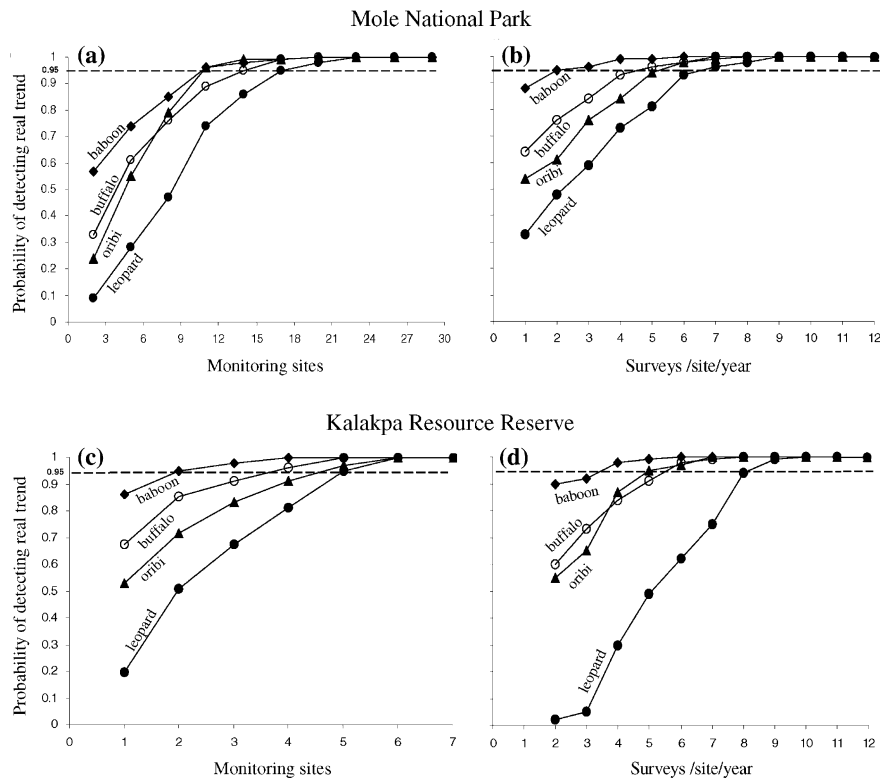 Mole National Park
(a)
Probability of detecting real trend
1
0.95
0.9
0.8
0.7
0.6
0.5
0.4
0.3
0.2
0.1
0
baboon
buffalo
oribi
leopard
0 3 6 9 12 15 18 21 24 27 30
Monitoring sites
(b)
baboon
buffalo
oribi
leopard
0 1 2 3 4 5 6 7 8 9 10 11 12
Surveys /site/year
Kalakpa Resource Reserve
(c)
Probability of detecting real trend
1
0.95
0.9
0.8
0.7
0.6
0.5
0.4
0.3
0.2
0.1
0
baboon
buffalo
oribi
leopard
0 1 2 3 4 5 6 7
Monitoring sites
(d)
baboon
buffalo
oribi
leopard
0 1 2 3 4 5 6 7 8 9 10 11 12
Surveys /site/year